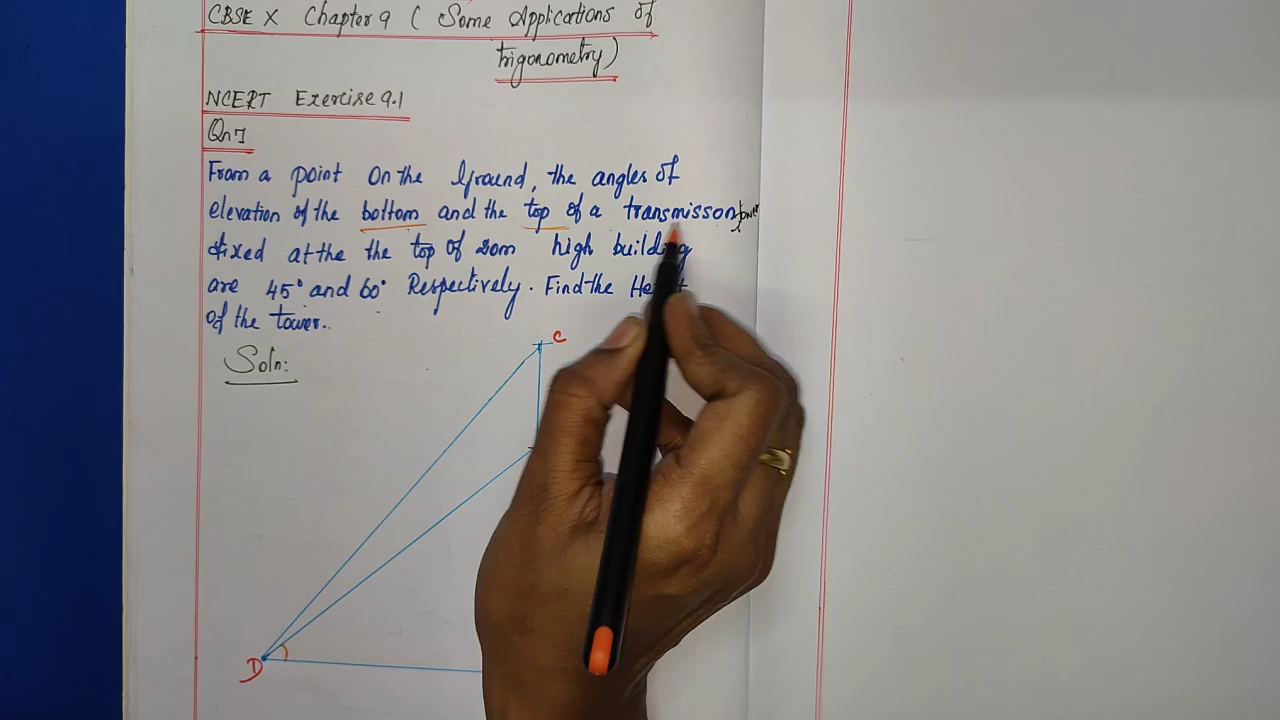 CBSE X Chapter 9 ( Some Applications of
trigonometry)
NCERT Exercise 9.1
Qn 7
From a point on the Ground, the angles of
elevation of the bottom and the top of a transmisson tower
fixed at the the top of 20m high building
are 45° and 60° Respectively. Find the
of the tower.
Soln:
C
D